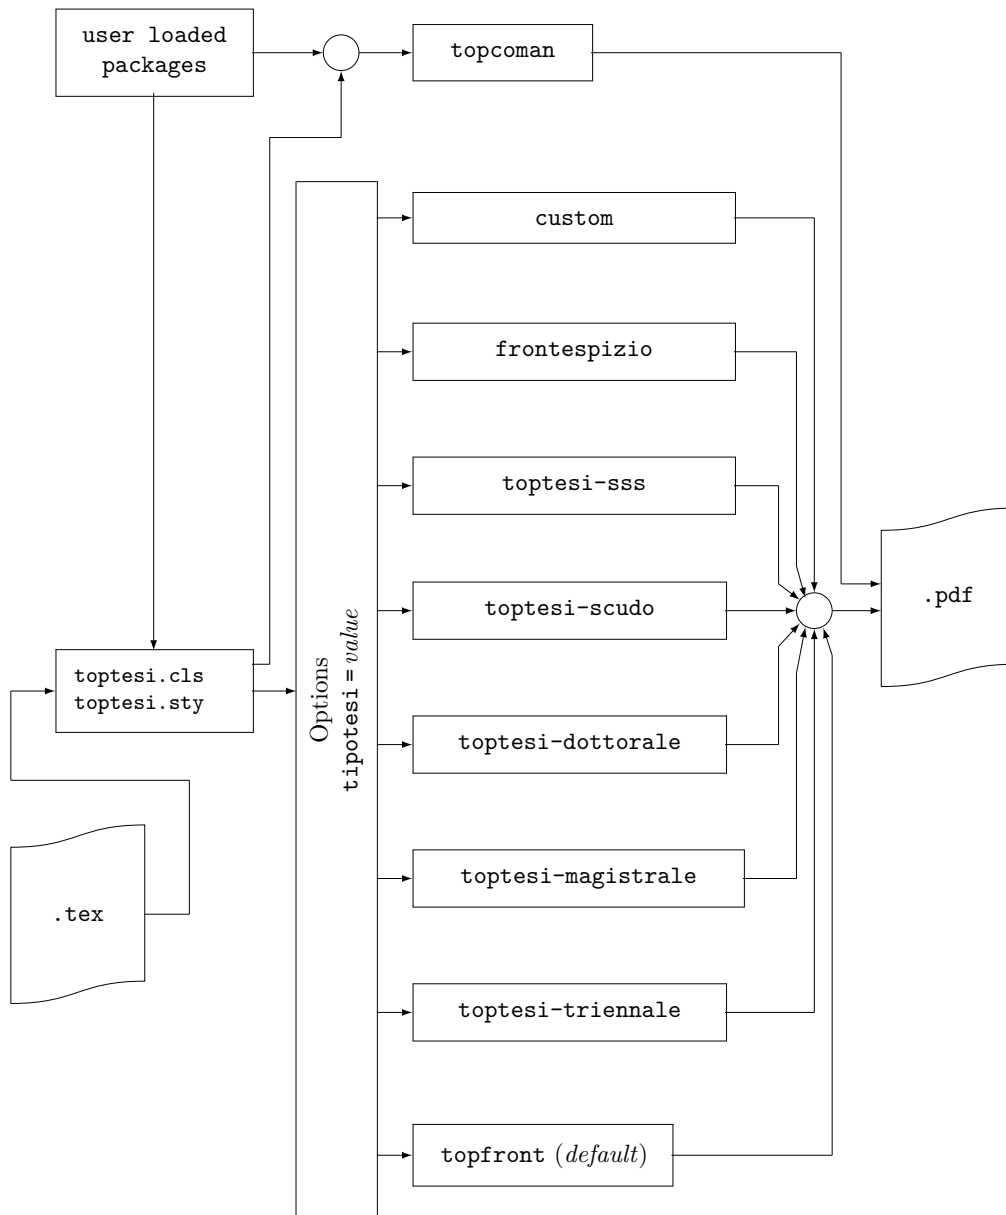 user loaded
packages
topcoman
custom
frontespizio
toptesi-sss
toptesi-scudo
.pdf
toptesi.cls
toptesi.sty
Options
tipotesi = value
toptesi-dottorale
toptesi-magistrale
.tex
toptesi-triennale
topfront (default)